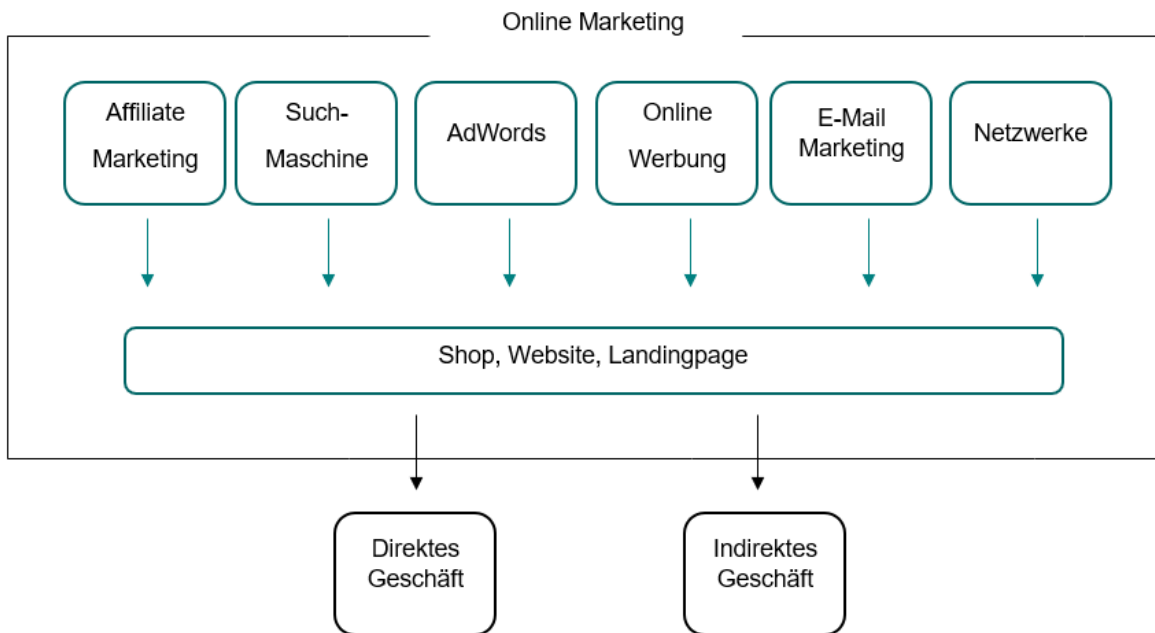 Online Marketing
Affiliate
Marketing
Such-
Maschine
AdWords
Online
Werbung
E-Mail
Marketing
Netzwerke
Shop, Website, Landingpage
Direktes
Geschäft
Indirektes
Geschäft